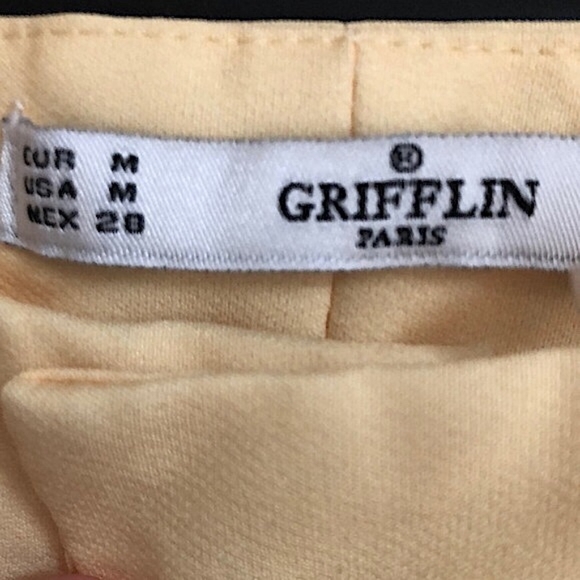 EUR M
USA M
MEX 28
®
GRIFFLIN
PARIS